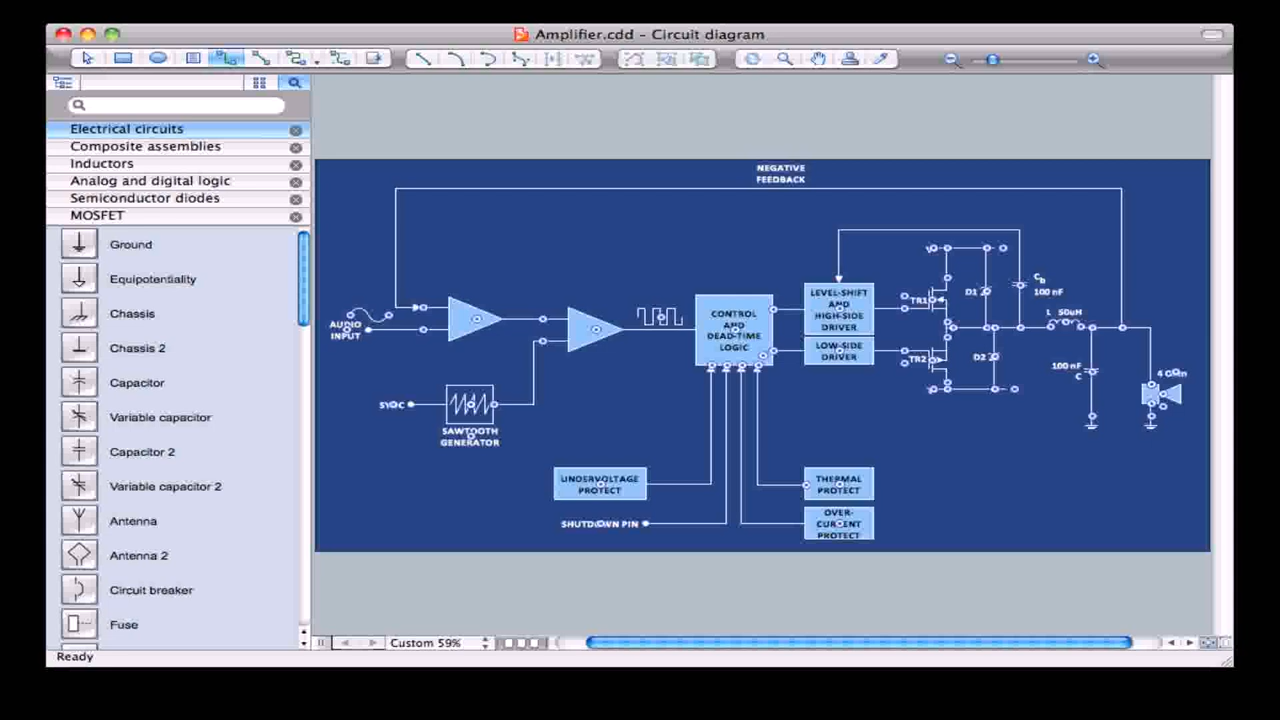 Amplifier.cdd - Circuit diagram
Electrical circuits
Composite assemblies
Inductors
Analog and digital logic
Semiconductor diodes
MOSFET
Ground
Equipotentiality
Chassis
Chassis 2
Capacitor
Variable capacitor
Capacitor 2
Variable capacitor 2
Antenna
Antenna 2
Circuit breaker
Fuse
NEGATIVE
FEEDBACK
AUDIO
INPUT
SAWTOOTH
GENERATOR
CONTROL
AND
DEAD-TIME
LOGIC
LEVEL-SHIFT
AND
HIGH-SIDE
DRIVER
LOW-SIDE
DRIVER
TR1
TR2
D1
D2
Cb
100 nF
L 50uH
100 nF
C
UNDERVOLTAGE
PROTECT
SHUTDOWN PIN
THERMAL
PROTECT
OVER-
CURRENT
PROTECT
Custom 59%
Ready